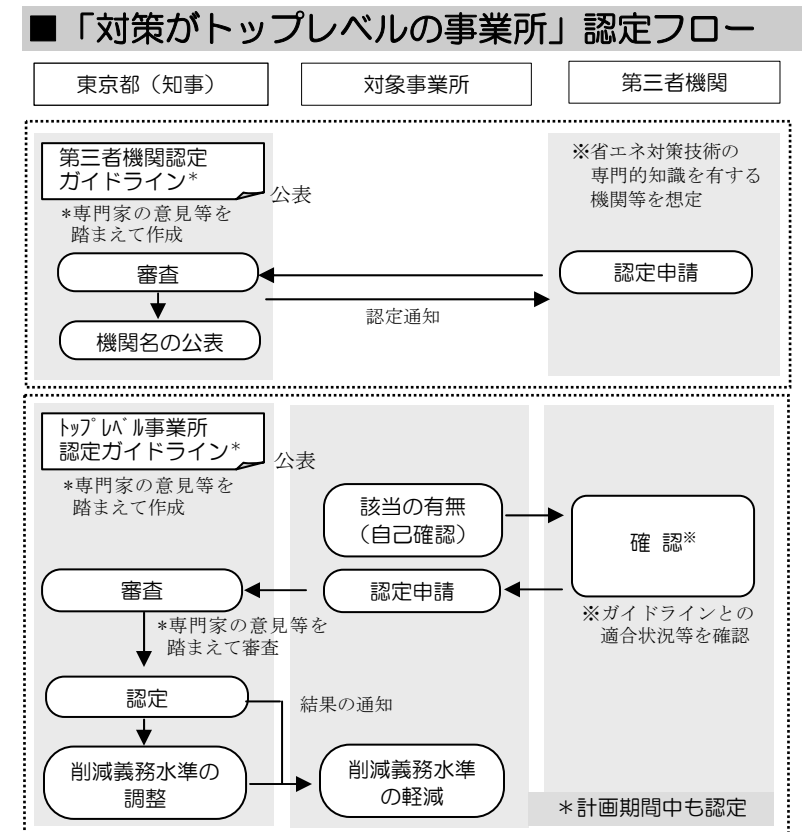 ■「対策がトップレベルの事業所」認定フロー
東京都（知事）
対象事業所
第三者機関
第三者機関認定
ガイドライン*
公表
*専門家の意見等を
踏まえて作成
※省エネ対策技術の
専門的知識を有する
機関等を想定
審査
認定申請
認定通知
機関名の公表
ﾄｯﾌﾟﾚﾍﾞﾙ事業所
認定ガイドライン*
公表
*専門家の意見等を
踏まえて作成
該当の有無
（自己確認）
確 認※
審査
認定申請
※ガイドラインとの
適合状況等を確認
*専門家の意見等を
踏まえて審査
認定
結果の通知
削減義務水準の
調整
削減義務水準
の軽減
＊計画期間中も認定